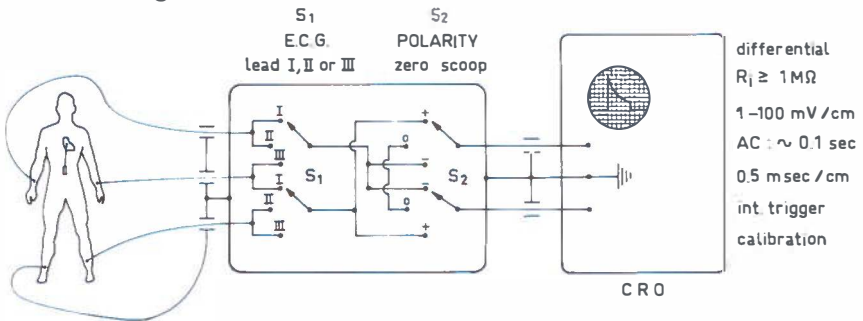 S₁
E.C.G.
lead I, II or III
S₂
POLARITY
zero scoop
I
II
III
I
II
III
S₁
+
o
−
−
o
+
S₂
CRO
differential
Rᵢ ≥ 1 MΩ
1-100 mV/cm
AC : ~ 0.1 sec
0.5 msec/cm
int. trigger
calibration